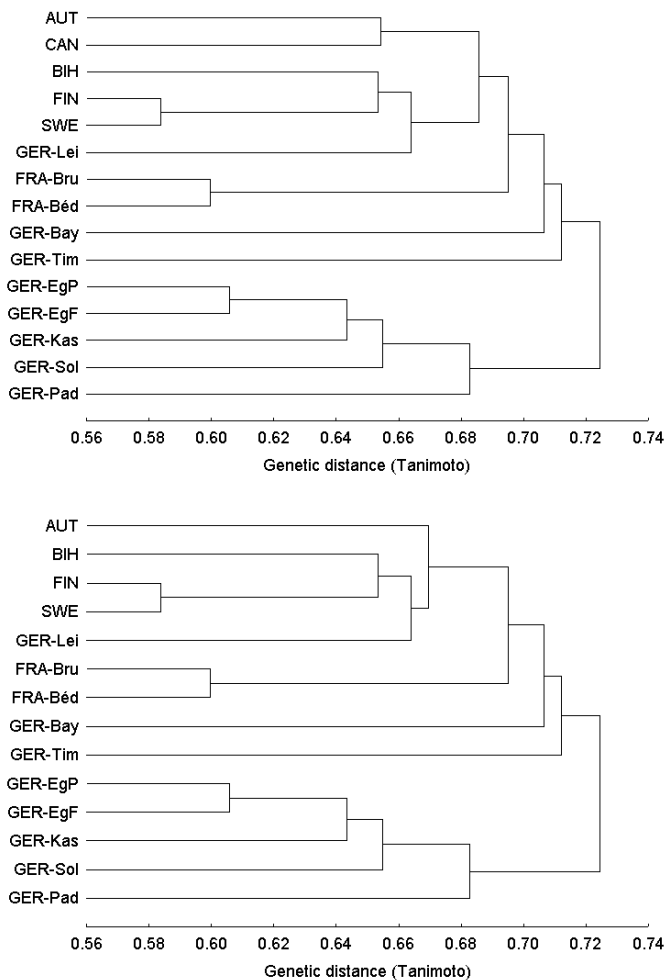 AUT
CAN
BIH
FIN
SWE
GER-Lei
FRA-Bru
FRA-Béd
GER-Bay
GER-Tim
GER-EgP
GER-EgF
GER-Kas
GER-Sol
GER-Pad
0.56 0.58 0.60 0.62 0.64 0.66 0.68 0.70 0.72 0.74
Genetic distance (Tanimoto)
AUT
BIH
FIN
SWE
GER-Lei
FRA-Bru
FRA-Béd
GER-Bay
GER-Tim
GER-EgP
GER-EgF
GER-Kas
GER-Sol
GER-Pad
0.56 0.58 0.60 0.62 0.64 0.66 0.68 0.70 0.72 0.74
Genetic distance (Tanimoto)